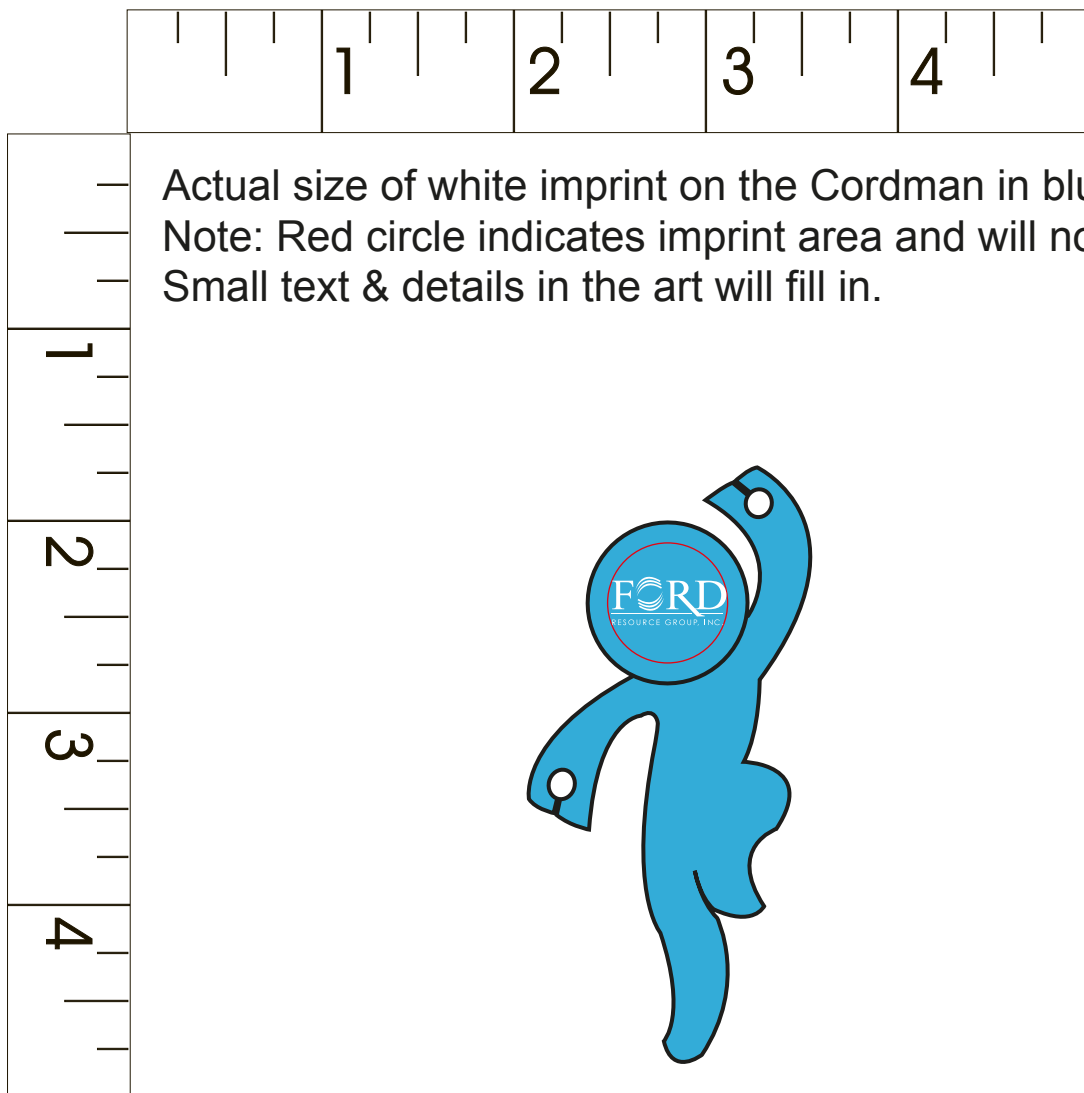 1 2 3 4
Actual size of white imprint on the Cordman in blu
Note: Red circle indicates imprint area and will no
Small text & details in the art will fill in.
1
2
3
4
FORD
RESOURCE GROUP, INC.